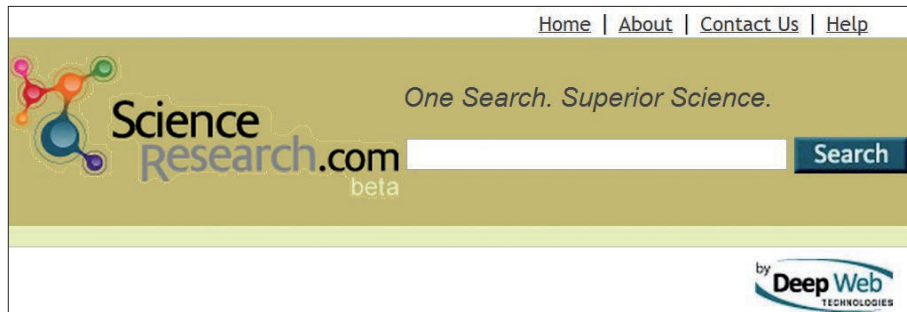 Home | About | Contact Us | Help
One Search. Superior Science.
Science
Research.com
beta
Search
by
Deep Web
TECHNOLOGIES